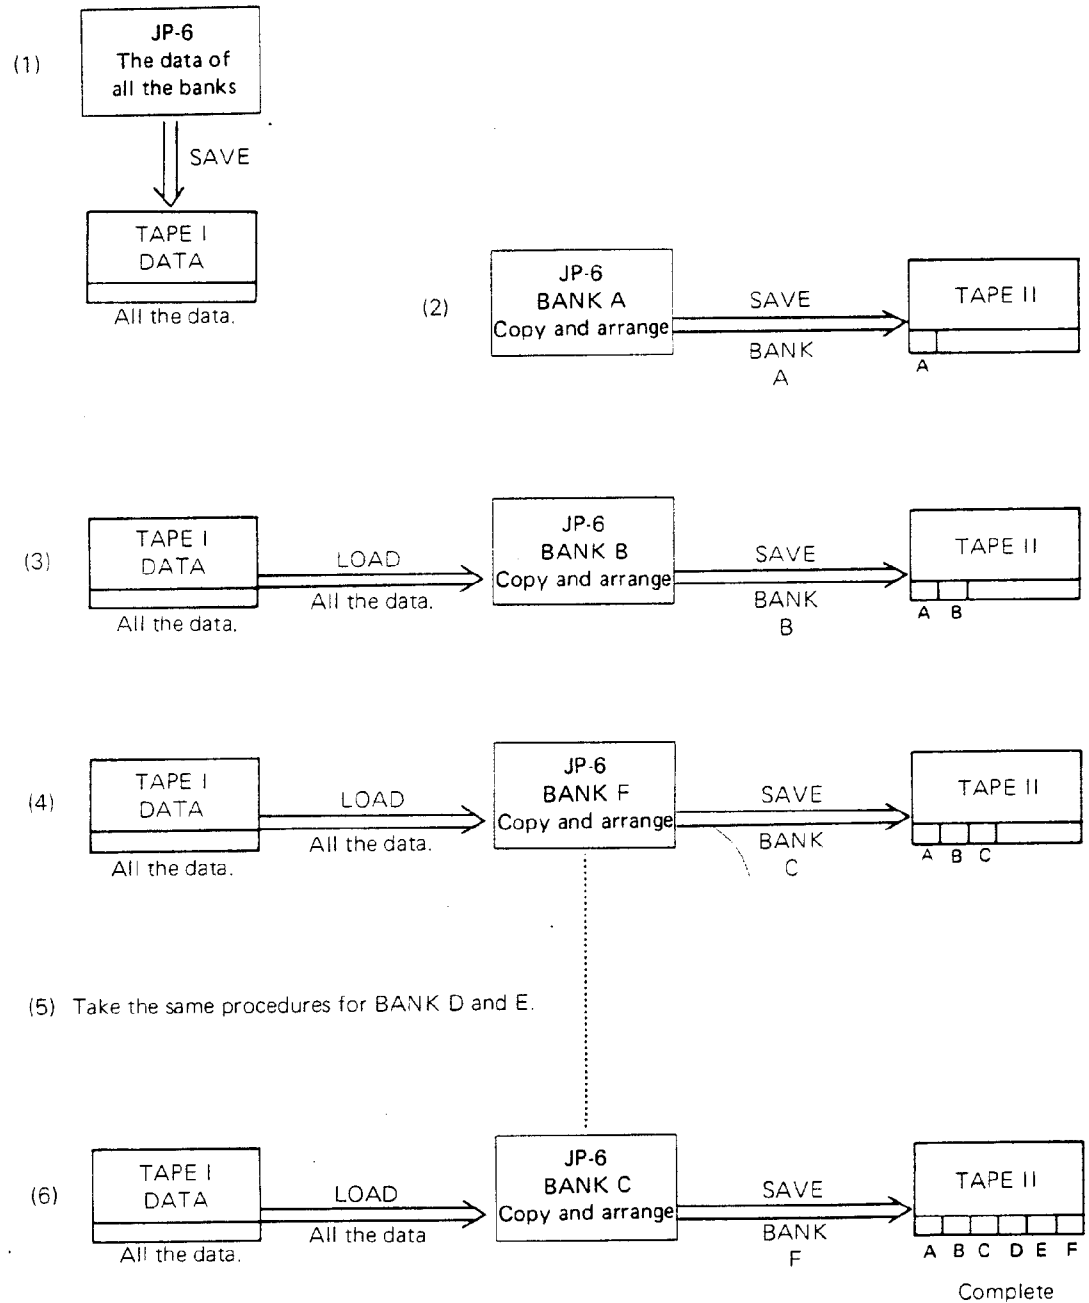 (1)
JP-6
The data of
all the banks
SAVE
TAPE I
DATA
All the data.
(2)
JP-6
BANK A
Copy and arrange
SAVE
BANK
A
TAPE II
A
(3)
TAPE I
DATA
All the data.
LOAD
All the data.
JP-6
BANK B
Copy and arrange
SAVE
BANK
B
TAPE II
A B
(4)
TAPE I
DATA
All the data.
LOAD
All the data.
JP-6
BANK F
Copy and arrange
SAVE
BANK
C
TAPE II
A B C
(5) Take the same procedures for BANK D and E.
(6)
TAPE I
DATA
All the data.
LOAD
All the data
JP-6
BANK C
Copy and arrange
SAVE
BANK
F
TAPE II
A B C D E F
Complete